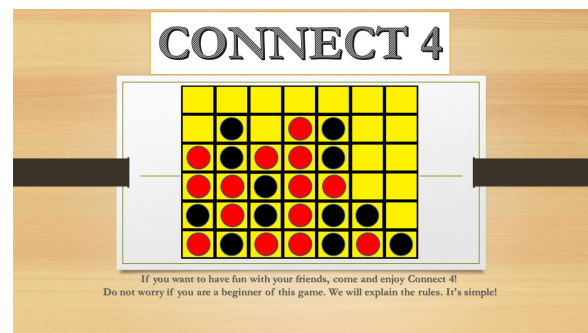 CONNECT 4
If you want to have fun with your friends, come and enjoy Connect 4!
Do not worry if you are a beginner of this game. We will explain the rules. It's simple!